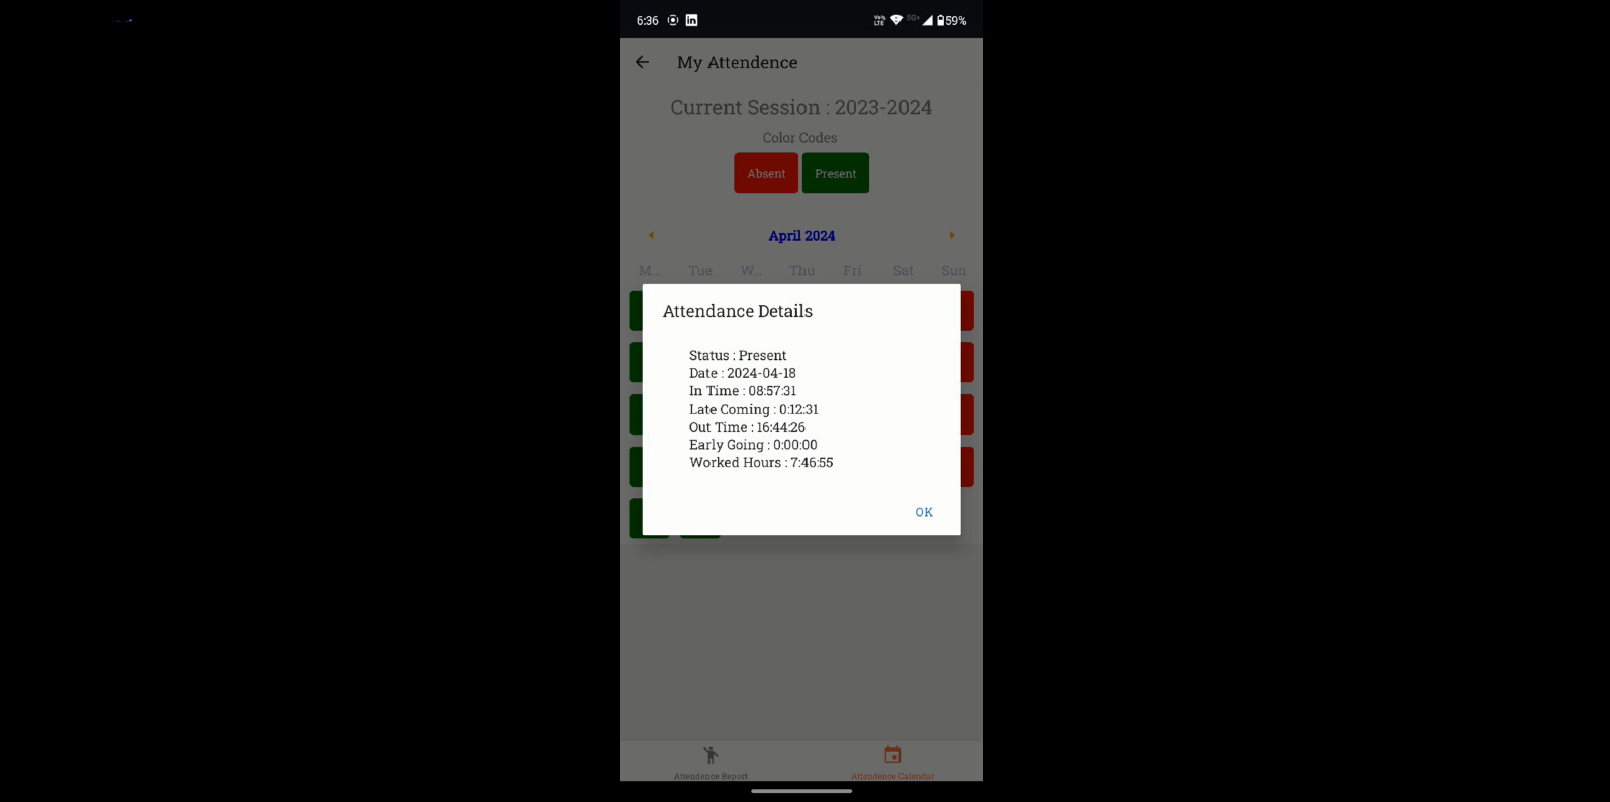 6:36 in VoLTE 5G+ 59%
My Attendence
Current Session : 2023-2024
Color Codes
Absent Present
April 2024
M... Tue W... Thu Fri Sat Sun
Attendance Details
Status : Present
Date : 2024-04-18
In Time : 08:57:31
Late Coming : 0:12:31
Out Time : 16:44:26
Early Going : 0:00:00
Worked Hours : 7:46:55
OK
Attendence Report Attendence Calendar